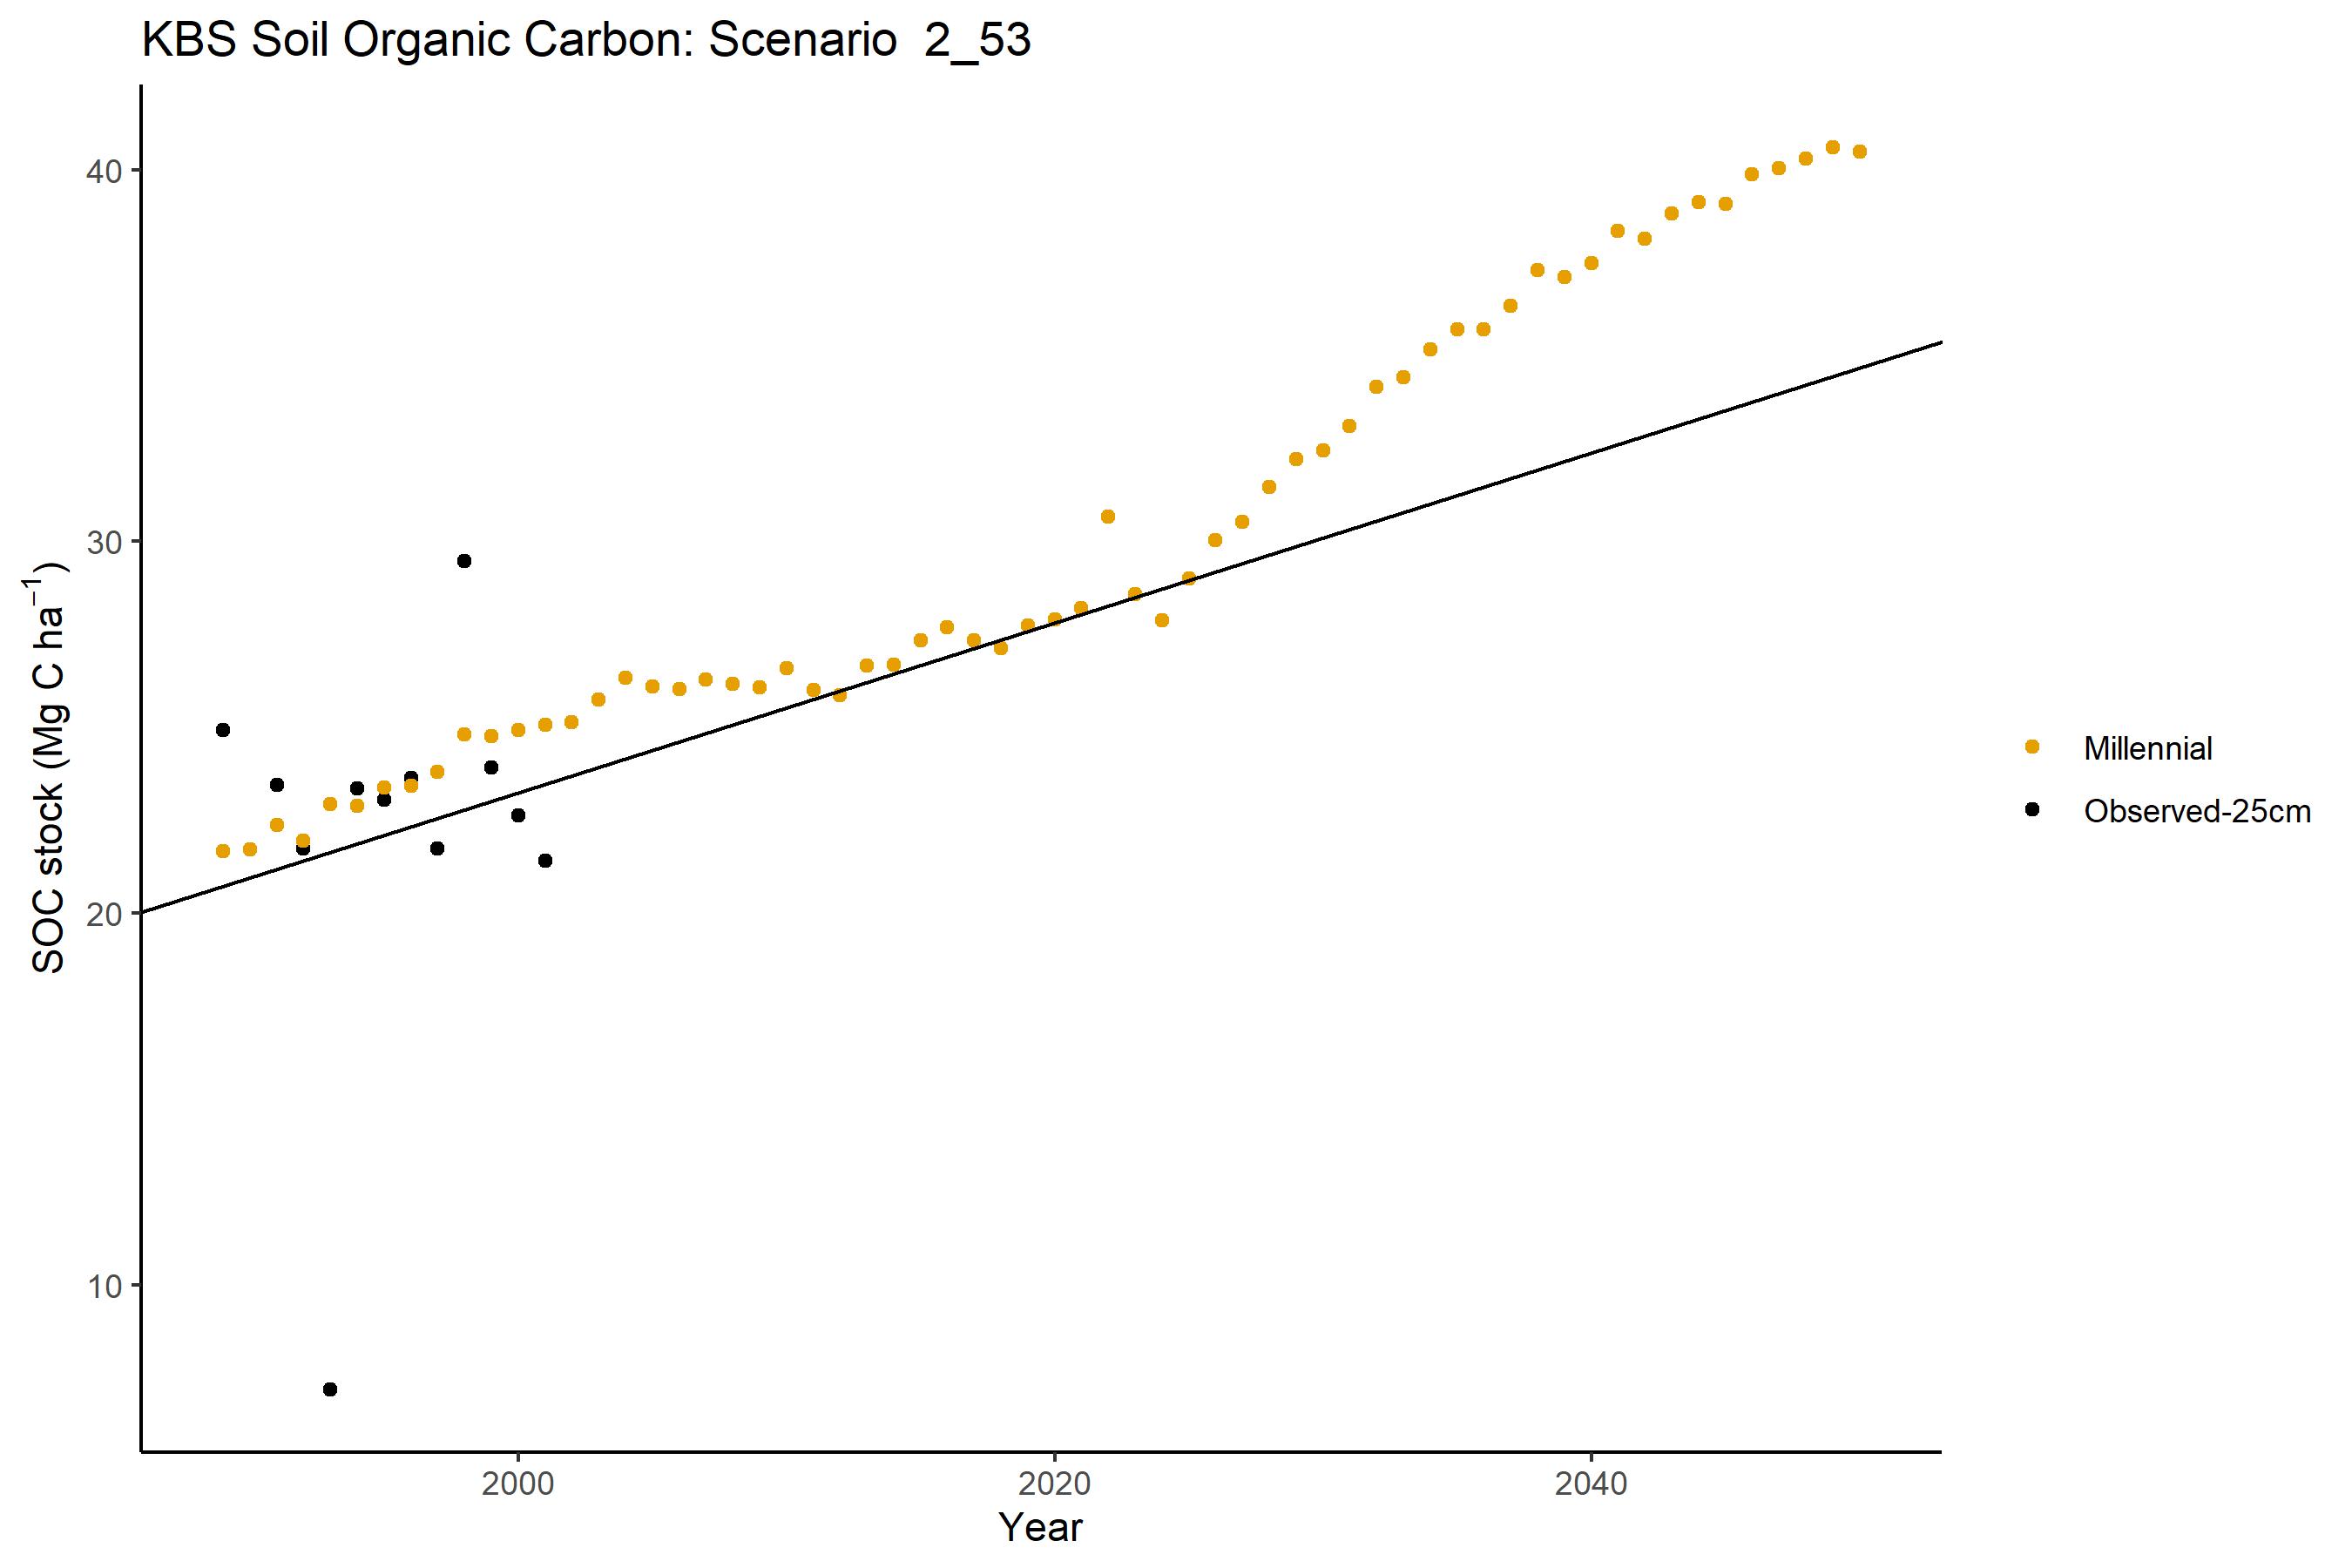 KBS Soil Organic Carbon: Scenario  2_53
SOC stock (Mg C ha⁻¹)
40
30
20
10
2000 2020 2040
Year
Millennial
Observed-25cm